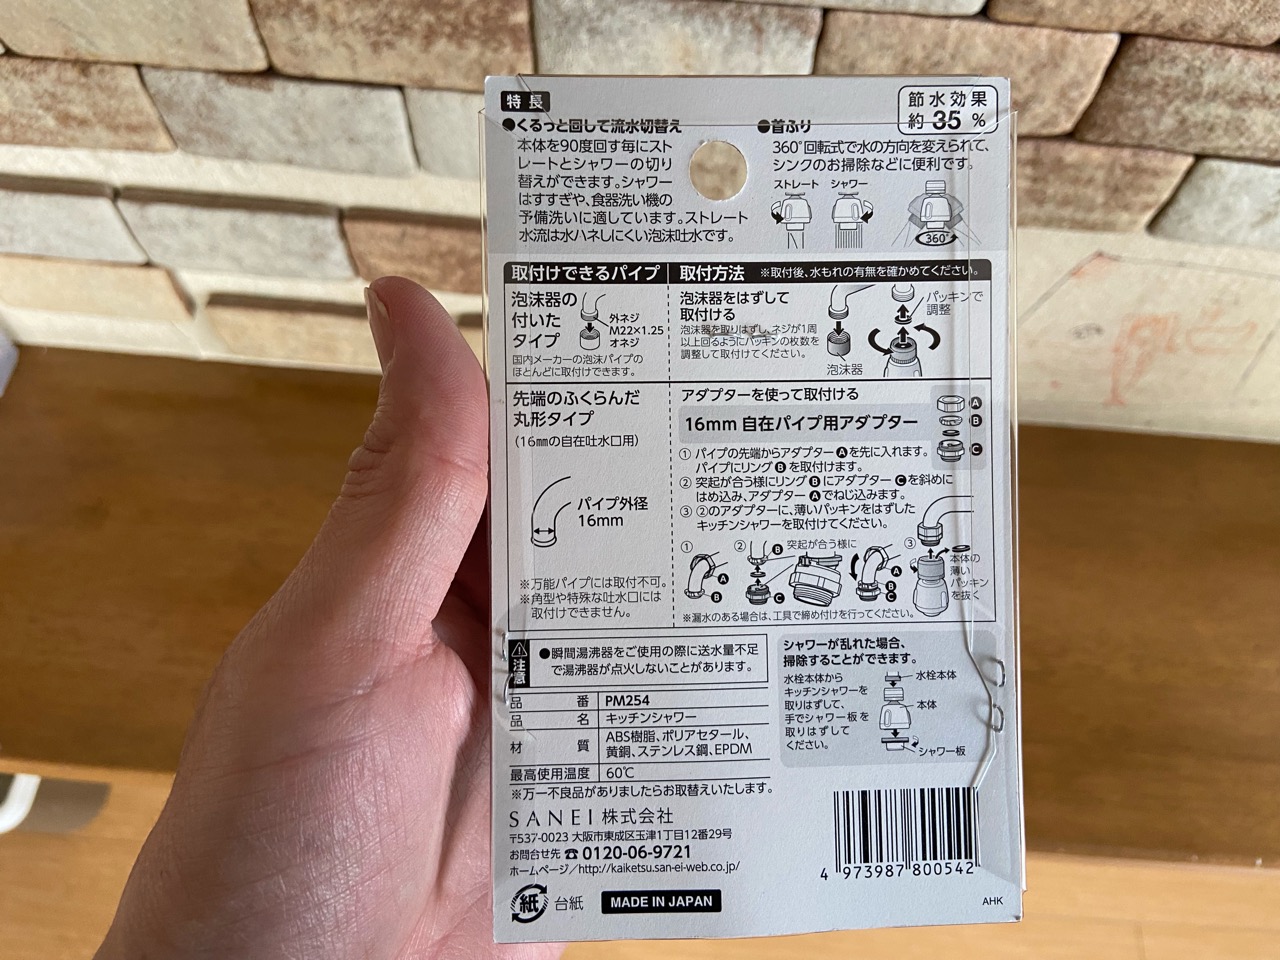 特長
節水効果
約35%
●くるっと回して流水切替え
本体を90度回す毎にスト
レートとシャワーの切り
替えができます。シャワー
はすすぎや、食器洗い機の
予備洗いに適しています。ストレート
水流は水ハネしにくい泡沫吐水です。
●首ふり
360°回転式で水の方向を変えられて、
シンクのお掃除などに便利です。
ストレート シャワー
360°
取付けできるパイプ
取付方法 ※取付後、水もれの有無を確かめてください。
泡沫器の
付いた
タイプ
外ネジ
M22×1.25
オネジ
国内メーカーの泡沫パイプの
ほとんどに取付けできます。
泡沫器をはずして
取付ける
泡沫器を取りはずし、ネジが1周
以上回るようにパッキンの枚数を
調整して取付けてください。
泡沫器
パッキンで
調整
先端のふくらんだ
丸形タイプ
(16㎜の自在吐水口用)
パイプ外径
16mm
※万能パイプには取付不可。
※角型や特殊な吐水口には
取付けできません。
アダプターを使って取付ける
16mm 自在パイプ用アダプター
A
B
C
① パイプの先端からアダプターAを先に入れます。
パイプにリングBを取付けます。
② 突起が合う様にリングBにアダプターCを斜めに
はめ込み、アダプターAでねじ込みます。
③ ②のアダプターに、薄いパッキンをはずした
キッチンシャワーを取付けてください。
① A B
② B C 突起が合う様に
A B C
③ 本体の
薄い
パッキン
を抜く
※漏水のある場合は、工具で締め付けを行ってください。
注意
●瞬間湯沸器をご使用の際に送水量不足
で湯沸器が点火しないことがあります。
品番 PM254
品名 キッチンシャワー
材質 ABS樹脂、ポリアセタール、
黄銅、ステンレス鋼、EPDM
最高使用温度 60℃
※万一不良品がありましたらお取替えいたします。
SANEI 株式会社
〒537-0023 大阪市東成区玉津1丁目12番29号
お問合せ先 ☎0120-06-9721
ホームページ/http://kaiketsu.san-ei-web.co.jp/
紙 台紙 MADE IN JAPAN
シャワーが乱れた場合、
掃除することができます。
水栓本体から
キッチンシャワーを
取りはずして、
手でシャワー板を
取りはずして
ください。
水栓本体
本体
シャワー板
4 973987 800542
AHK